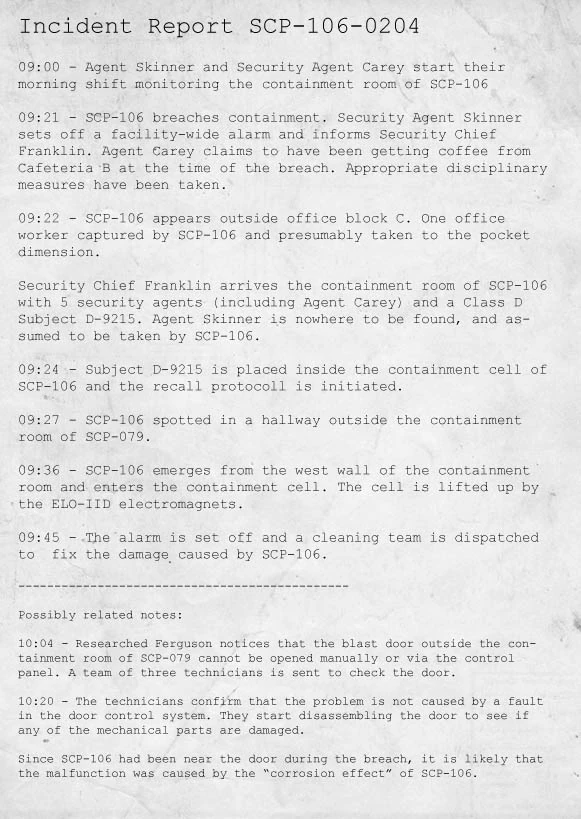 Incident Report SCP-106-0204
09:00 - Agent Skinner and Security Agent Carey start their
morning shift monitoring the containment room of SCP-106
09:21 - SCP-106 breaches containment. Security Agent Skinner
sets off a facility-wide alarm and informs Security Chief
Franklin. Agent Carey claims to have been getting coffee from
Cafeteria B at the time of the breach. Appropriate disciplinary
measures have been taken.
09:22 - SCP-106 appears outside office block C. One office
worker captured by SCP-106 and presumably taken to the pocket
dimension.
Security Chief Franklin arrives the containment room of SCP-106
with 5 security agents (including Agent Carey) and a Class D
Subject D-9215. Agent Skinner is nowhere to be found, and as-
sumed to be taken by SCP-106.
09:24 - Subject D-9215 is placed inside the containment cell of
SCP-106 and the recall protocoll is initiated.
09:27 - SCP-106 spotted in a hallway outside the containment
room of SCP-079.
09:36 - SCP-106 emerges from the west wall of the containment
room and enters the containment cell. The cell is lifted up by
the ELO-IID electromagnets.
09:45 - The alarm is set off and a cleaning team is dispatched
to  fix the damage caused by SCP-106.
----------------------------------------------
Possibly related notes:
10:04 - Researched Ferguson notices that the blast door outside the con-
tainment room of SCP-079 cannot be opened manually or via the control
panel. A team of three technicians is sent to check the door.
10:20 - The technicians confirm that the problem is not caused by a fault
in the door control system. They start disassembling the door to see if
any of the mechanical parts are damaged.
Since SCP-106 had been near the door during the breach, it is likely that
the malfunction was caused by the “corrosion effect” of SCP-106.